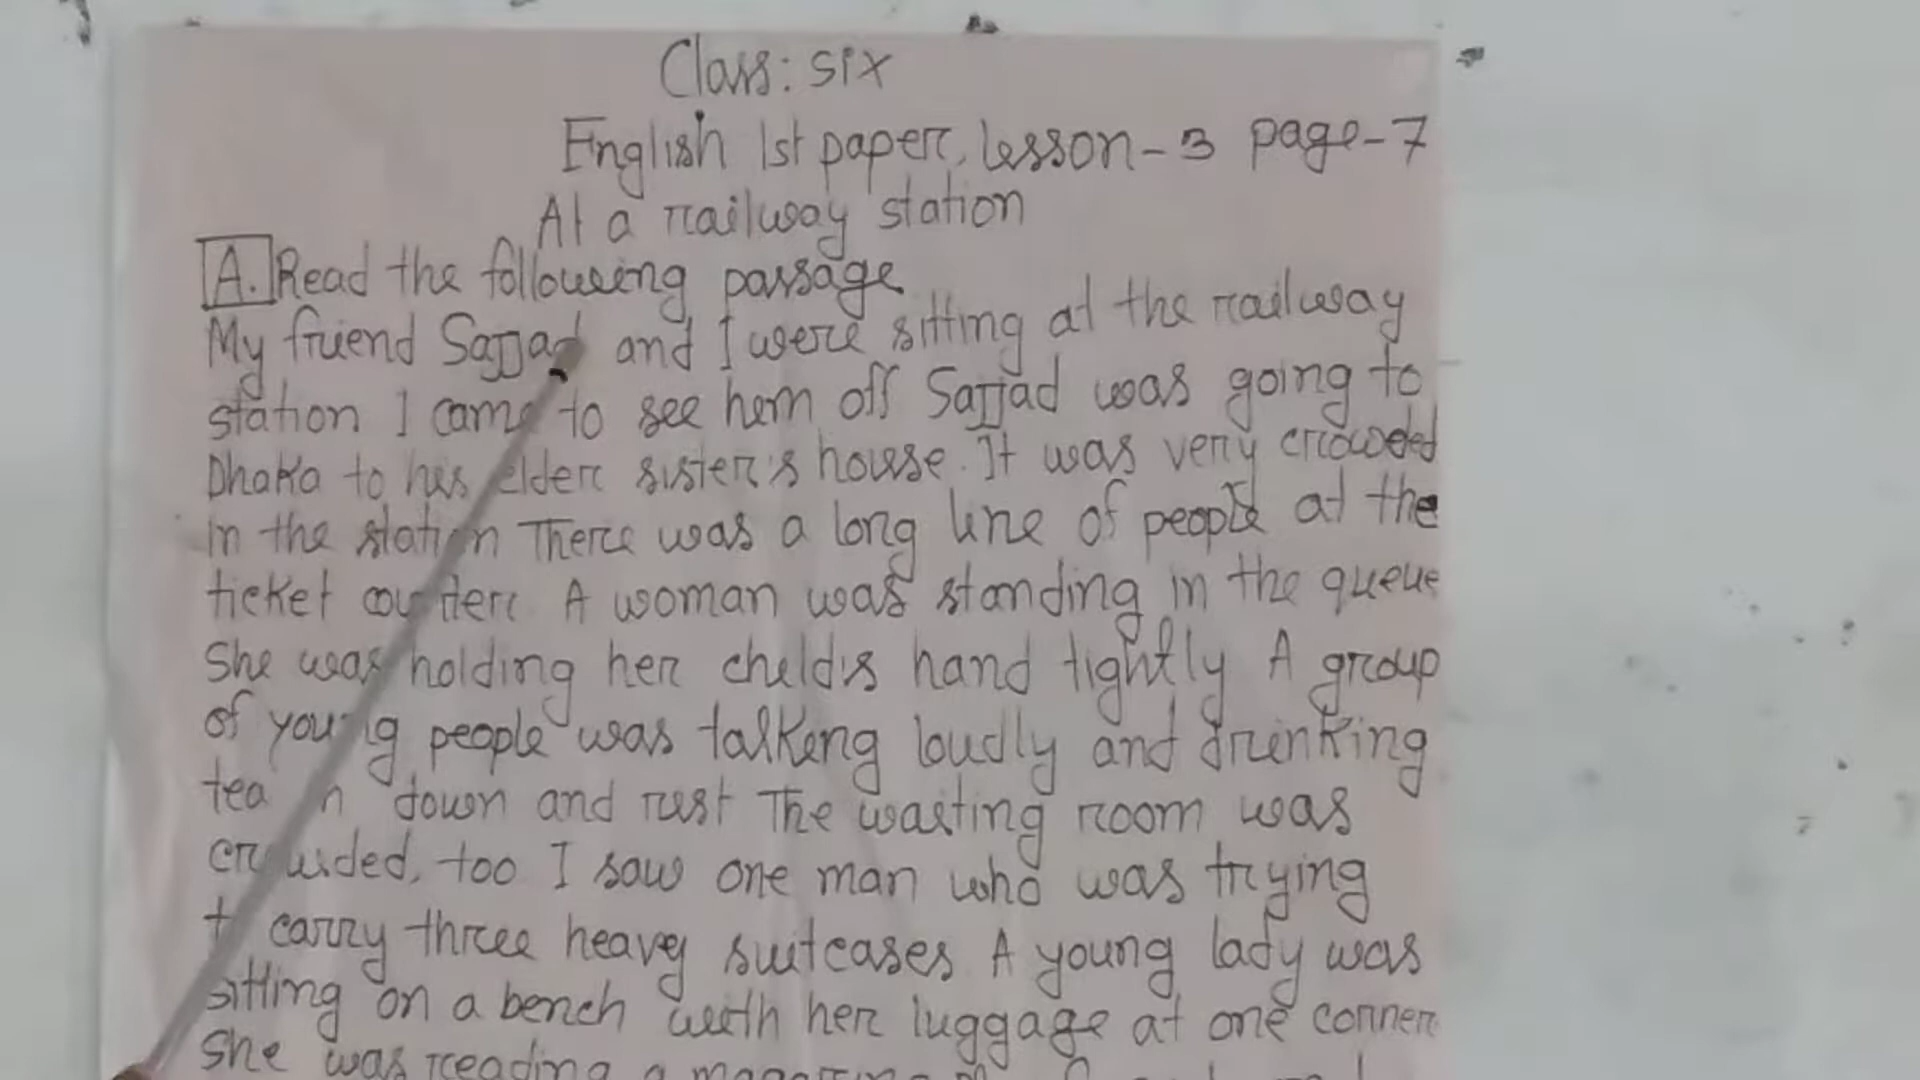 Class: six
English 1st paper, lesson-3 page-7
At a railway station
A. Read the following passage
My friend Sajjad and I were sitting at the railway
station I came to see him off Sajjad was going to
Dhaka to his elder sister's house. It was very crowded
in the station There was a long line of people at the
ticket counter A woman was standing in the queue
She was holding her child's hand tightly A group
of young people was talking loudly and drinking
tea down and rest The waiting room was
crowded, too I saw one man who was trying
to carry three heavy suitcases A young lady was
sitting on a bench with her luggage at one corner
She was reading a